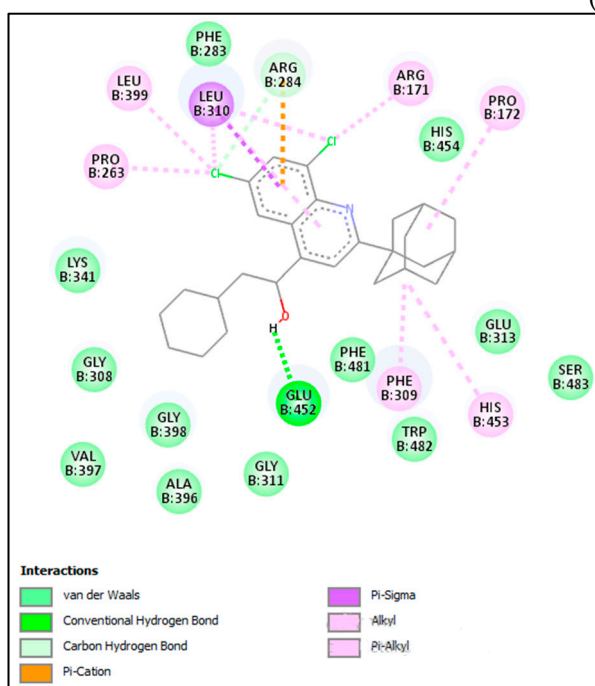 (
PHE
B:283
ARG
B:284
LEU
B:399
LEU
B:310
ARG
B:171
PRO
B:172
HIS
B:454
PRO
B:263
Cl
Cl
N
LYS
B:341
O
H
GLU
B:313
PHE
B:481
GLY
B:308
SER
B:483
PHE
B:309
GLU
B:452
HIS
B:453
GLY
B:398
TRP
B:482
VAL
B:397
GLY
B:311
ALA
B:396
Interactions
van der Waals
Conventional Hydrogen Bond
Carbon Hydrogen Bond
Pi-Cation
Pi-Sigma
Alkyl
Pi-Alkyl